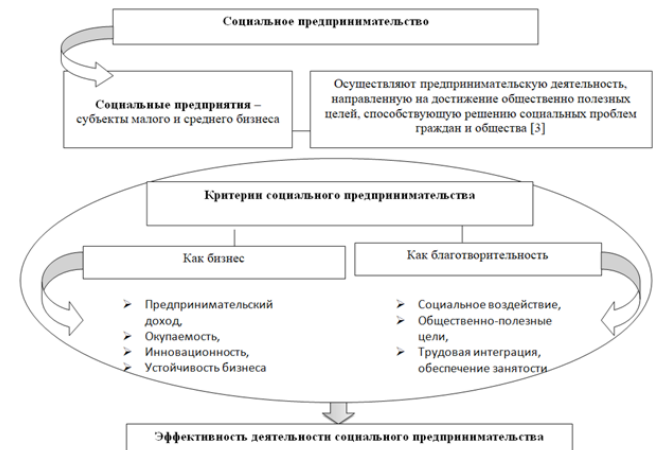 Социальное предпринимательство
Социальные предприятия –
субъекты малого и среднего бизнеса
Осуществляют предпринимательскую деятельность,
направленную на достижение общественно полезных
целей, способствующую решению социальных проблем
граждан и общества [3]
Критерии социального предпринимательства
Как бизнес
Как благотворительность
➢ Предпринимательский
доход,
➢ Окупаемость,
➢ Инновационность,
➢ Устойчивость бизнеса
➢ Социальное воздействие,
➢ Общественно-полезные
цели,
➢ Трудовая интеграция,
обеспечение занятости
Эффективность деятельности социального предпринимательства